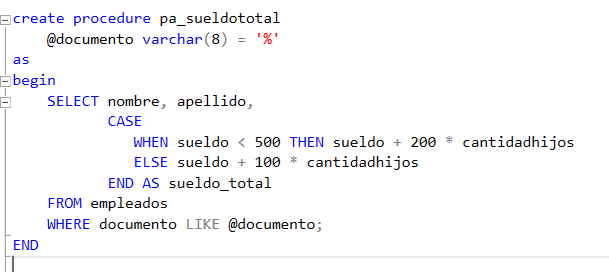 create procedure pa_sueldototal
@documento varchar(8) = '%'
as
begin
SELECT nombre, apellido,
CASE
WHEN sueldo < 500 THEN sueldo + 200 * cantidadhijos
ELSE sueldo + 100 * cantidadhijos
END AS sueldo_total
FROM empleados
WHERE documento LIKE @documento;
END